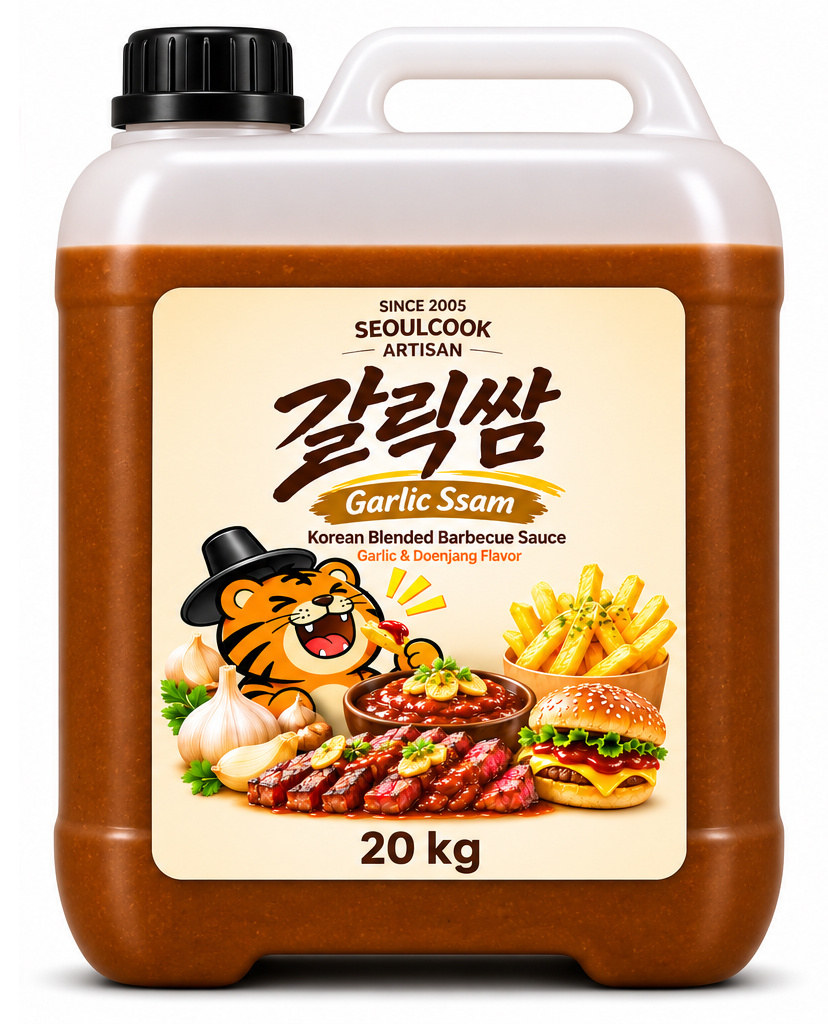 SINCE 2005
SEOULCOOK
ARTISAN
갈릭쌈
Garlic Ssam
Korean Blended Barbecue Sauce
Garlic & Doenjang Flavor
20 kg